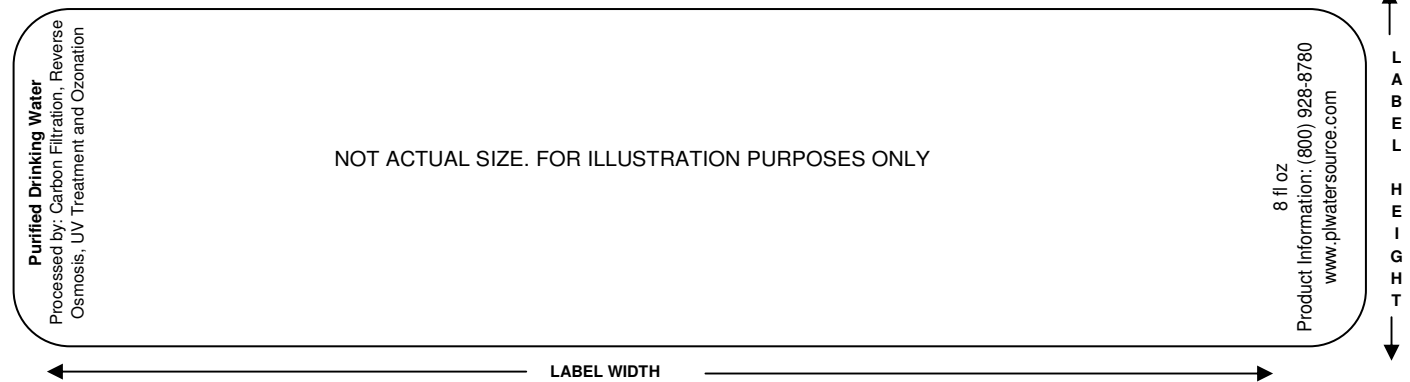 Purified Drinking Water
Processed by: Carbon Filtration, Reverse
Osmosis, UV Treatment and Ozonation
NOT ACTUAL SIZE. FOR ILLUSTRATION PURPOSES ONLY
8 fl oz
Product Information: (800) 928-8780
www.plwatersource.com
LABEL HEIGHT
LABEL WIDTH